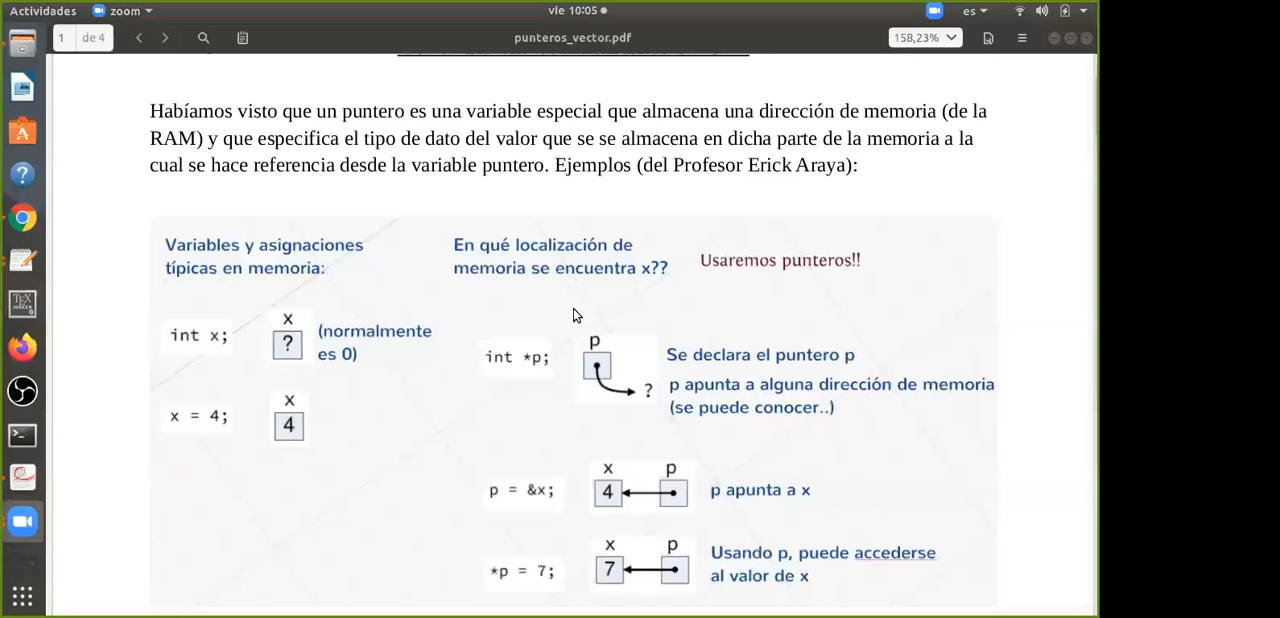 Actividades zoom vie 10:05 es
1 de 4 punteros_vector.pdf 158,23%
Habíamos visto que un puntero es una variable especial que almacena una dirección de memoria (de la
RAM) y que especifica el tipo de dato del valor que se se almacena en dicha parte de la memoria a la
cual se hace referencia desde la variable puntero. Ejemplos (del Profesor Erick Araya):
Variables y asignaciones
típicas en memoria:
En qué localización de
memoria se encuentra x??
Usaremos punteros!!
int x;
x
?
(normalmente
es 0)
x = 4;
x
4
int *p;
p
?
Se declara el puntero p
p apunta a alguna dirección de memoria
(se puede conocer..)
p = &x;
x p
4
p apunta a x
*p = 7;
x p
7
Usando p, puede accederse
al valor de x